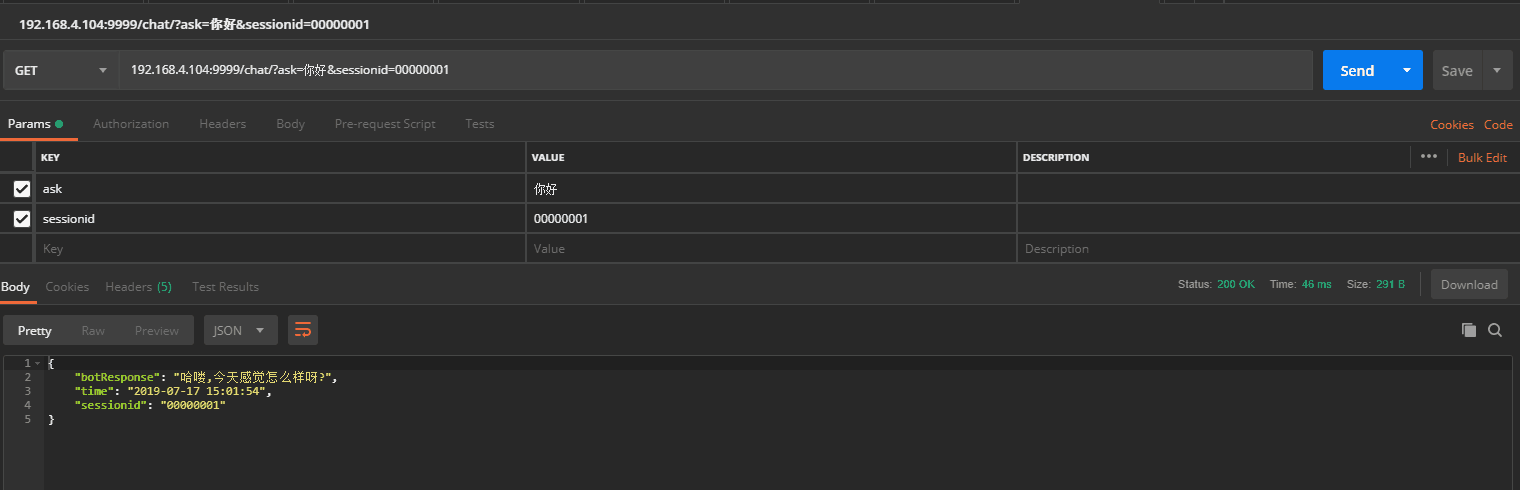 192.168.4.104:9999/chat/?ask=你好&sessionid=00000001
GET 192.168.4.104:9999/chat/?ask=你好&sessionid=00000001 Send Save
Params Authorization Headers Body Pre-request Script Tests Cookies Code
KEY VALUE DESCRIPTION ••• Bulk Edit
ask 你好
sessionid 00000001
Key Value Description
Body Cookies Headers (5) Test Results Status: 200 OK Time: 46 ms Size: 291 B Download
Pretty Raw Preview JSON
1 {
2 "botResponse": "哈喽,今天感觉怎么样呀?",
3 "time": "2019-07-17 15:01:54",
4 "sessionid": "00000001"
5 }